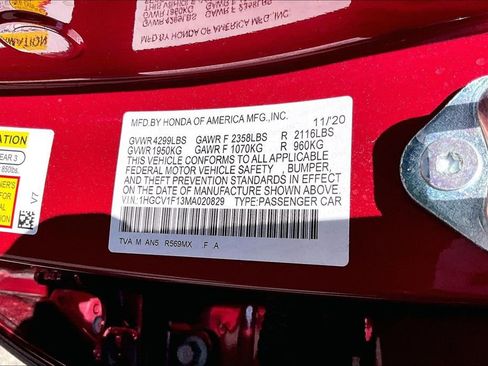 MFD.BY HONDA OF AMERICA MFG.,INC. 11/'20
GVWR 4299LBS GAWR F 2358LBS R 2116LBS
GVWR 1950KG GAWR F 1070KG R 960KG
THIS VEHICLE CONFORMS TO ALL APPLICABLE
FEDERAL MOTOR VEHICLE SAFETY , BUMPER,
AND THEFT PREVENTION STANDARDS IN EFFECT
ON THE DATE OF MANUFACTURE SHOWN ABOVE.
VIN:1HGCV1F13MA020829 TYPE:PASSENGER CAR
TVA M AN5 R569MX F A
V7